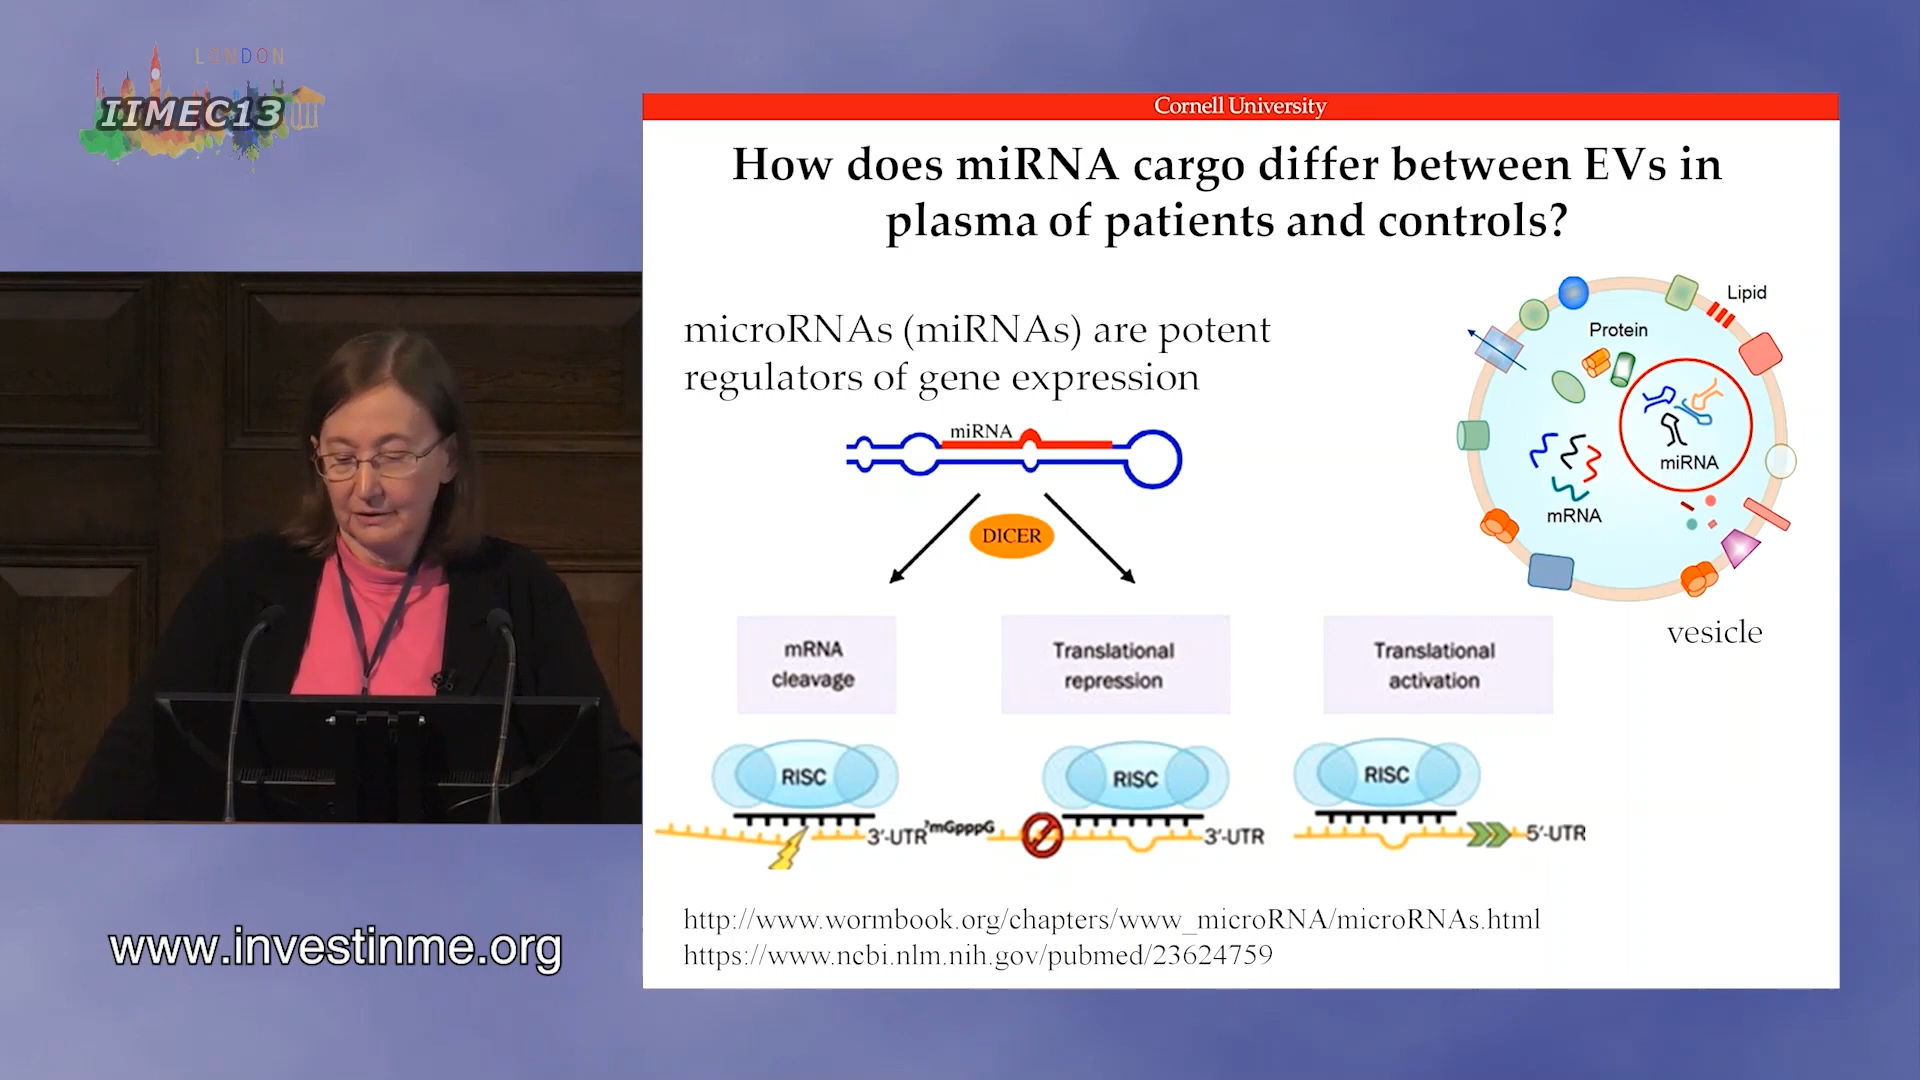 LONDON
IIMEC13
Cornell University
How does miRNA cargo differ between EVs in
plasma of patients and controls?
microRNAs (miRNAs) are potent
regulators of gene expression
miRNA
DICER
Lipid
Protein
miRNA
mRNA
vesicle
mRNA
cleavage
Translational
repression
Translational
activation
RISC
RISC
RISC
3'-UTR
7mGpppG
3'-UTR
5'-UTR
http://www.wormbook.org/chapters/www_microRNA/microRNAs.html
https://www.ncbi.nlm.nih.gov/pubmed/23624759
www.investinme.org